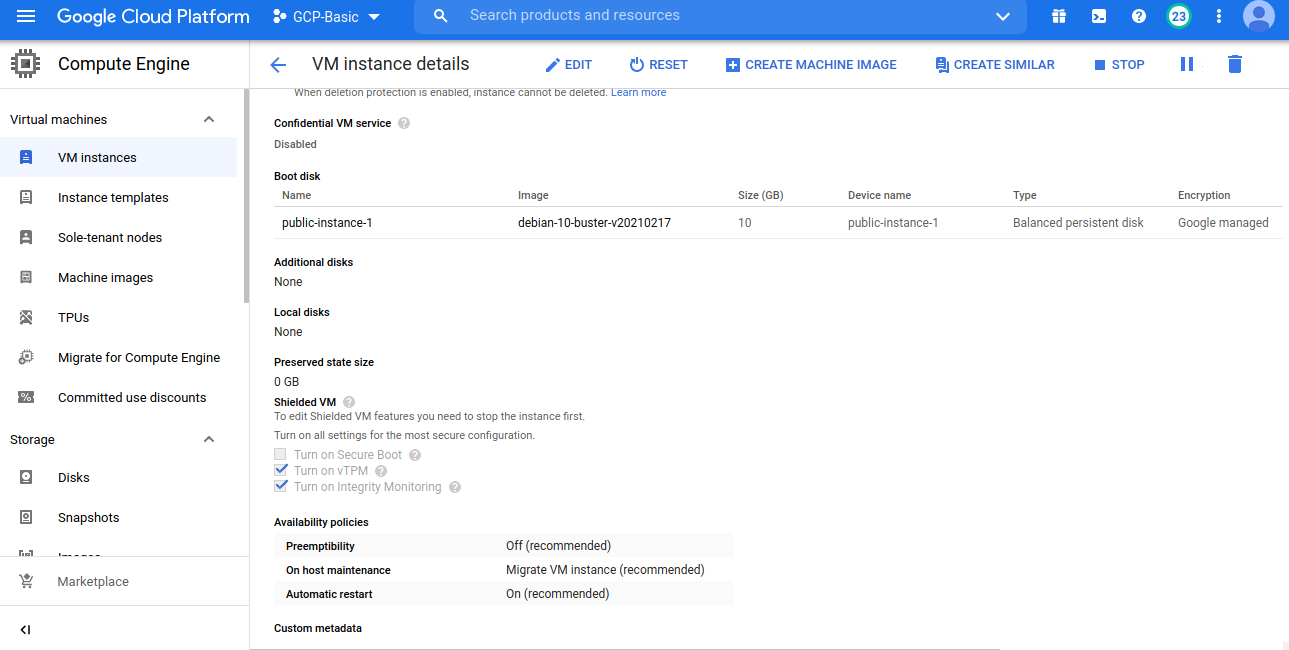 Google Cloud Platform
GCP-Basic
Search products and resources
23
Compute Engine
VM instance details
EDIT
RESET
CREATE MACHINE IMAGE
CREATE SIMILAR
STOP
Virtual machines
VM instances
Instance templates
Sole-tenant nodes
Machine images
TPUs
Migrate for Compute Engine
Committed use discounts
Storage
Disks
Snapshots
Images
Marketplace
When deletion protection is enabled, instance cannot be deleted. Learn more
Confidential VM service
Disabled
Boot disk
Name Image Size (GB) Device name Type Encryption
public-instance-1 debian-10-buster-v20210217 10 public-instance-1 Balanced persistent disk Google managed
Additional disks
None
Local disks
None
Preserved state size
0 GB
Shielded VM
To edit Shielded VM features you need to stop the instance first.
Turn on all settings for the most secure configuration.
Turn on Secure Boot
Turn on vTPM
Turn on Integrity Monitoring
Availability policies
Preemptibility Off (recommended)
On host maintenance Migrate VM instance (recommended)
Automatic restart On (recommended)
Custom metadata